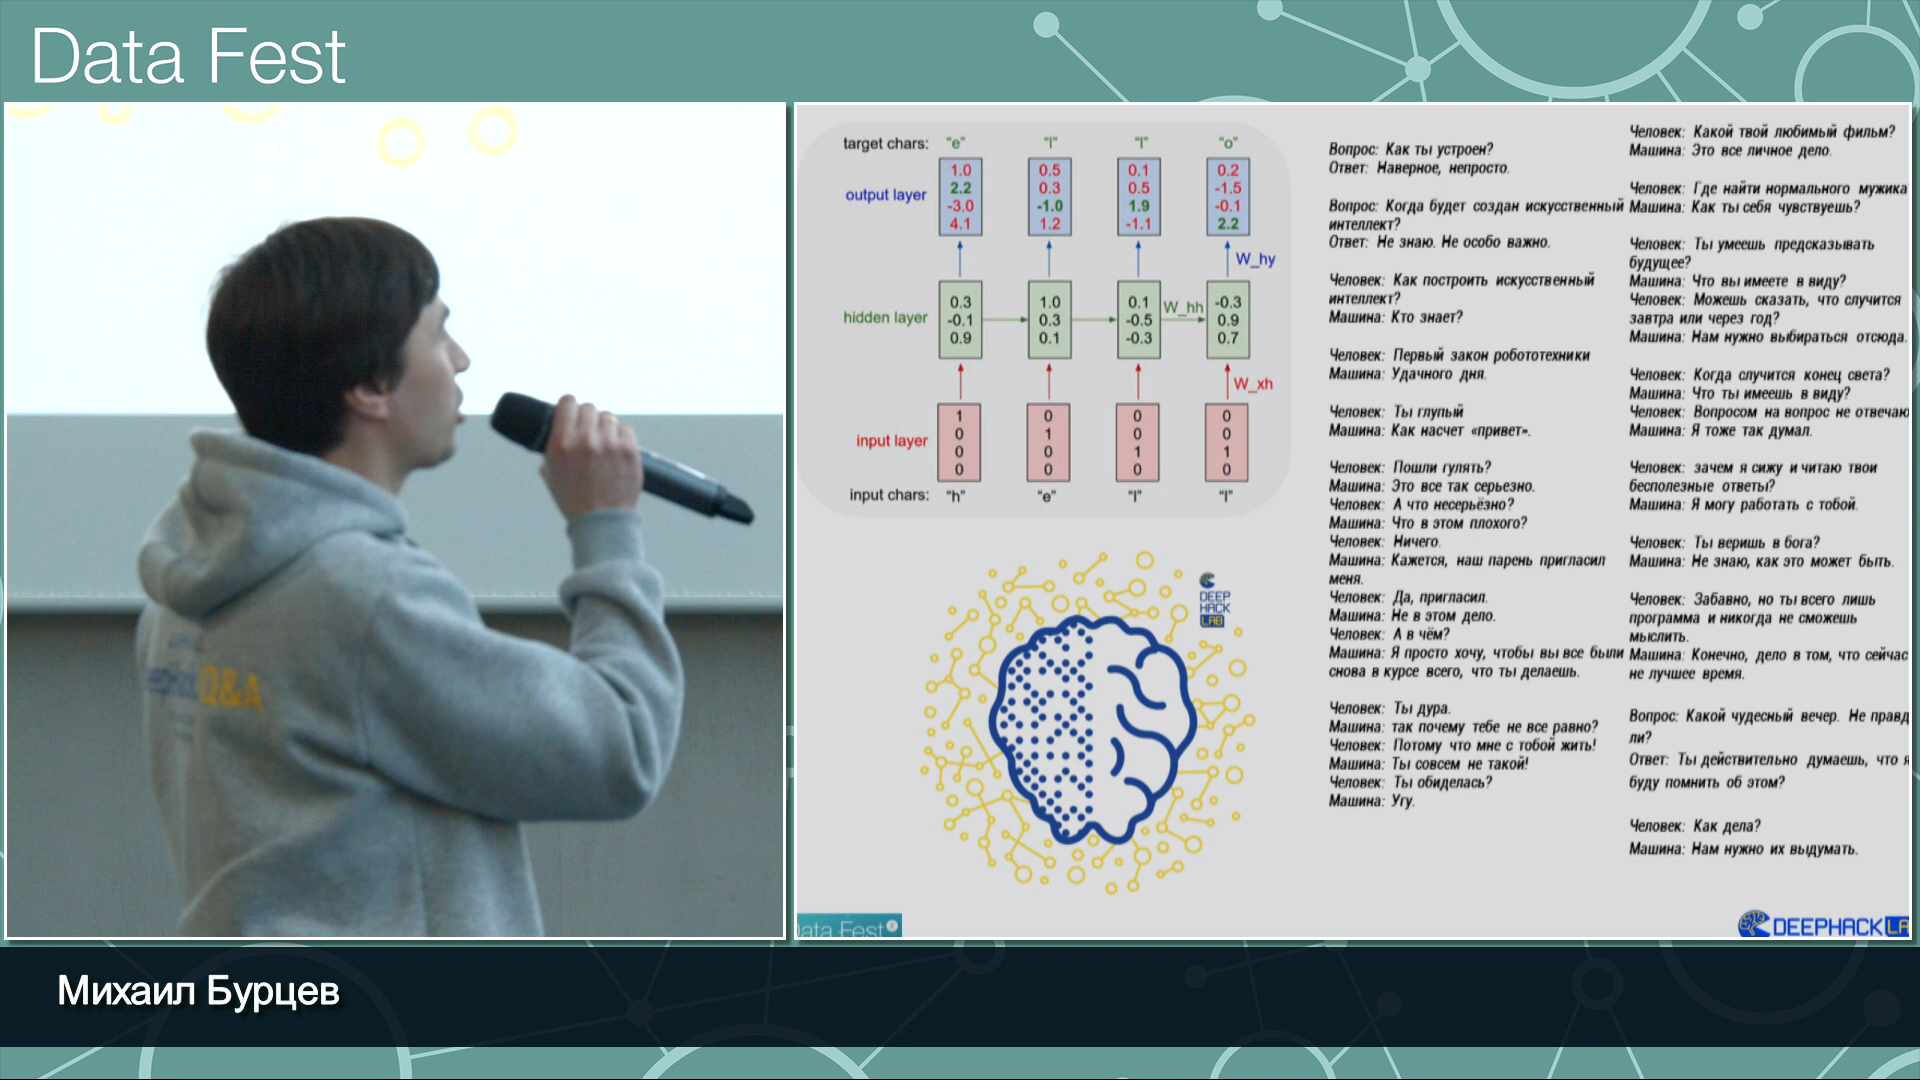 Data Fest
Q&A
target chars: "e" "l" "l" "o"
output layer
1.0 0.5 0.1 0.2
2.2 0.3 0.5 -1.5
-3.0 -1.0 1.9 -0.1
4.1 1.2 -1.1 2.2
W_hy
hidden layer
0.3 1.0 0.1 -0.3
-0.1 0.3 -0.5 0.9
0.9 0.1 -0.3 0.7
W_hh
W_xh
input layer
1 0 0 0
0 1 0 0
0 0 1 1
0 0 0 0
input chars: "h" "e" "l" "l"
DEEP
HACK
LAB
Вопрос: Как ты устроен?
Ответ: Наверное, непросто.
Вопрос: Когда будет создан искусственный
интеллект?
Ответ: Не знаю. Не особо важно.
Человек: Как построить искусственный
интеллект?
Машина: Кто знает?
Человек: Первый закон робототехники
Машина: Удачного дня.
Человек: Ты глупый
Машина: Как насчет «привет».
Человек: Пошли гулять?
Машина: Это все так серьезно.
Человек: А что несерьёзно?
Машина: Что в этом плохого?
Человек: Ничего.
Машина: Кажется, наш парень пригласил
меня.
Человек: Да, пригласил.
Машина: Не в этом дело.
Человек: А в чём?
Машина: Я просто хочу, чтобы вы все были
снова в курсе всего, что ты делаешь.
Человек: Ты дура.
Машина: так почему тебе не все равно?
Человек: Потому что мне с тобой жить!
Машина: Ты совсем не такой!
Человек: Ты обиделась?
Машина: Угу.
Человек: Какой твой любимый фильм?
Машина: Это все личное дело.
Человек: Где найти нормального мужика
Машина: Как ты себя чувствуешь?
Человек: Ты умеешь предсказывать
будущее?
Машина: Что вы имеете в виду?
Человек: Можешь сказать, что случится
завтра или через год?
Машина: Нам нужно выбираться отсюда.
Человек: Когда случится конец света?
Машина: Что ты имеешь в виду?
Человек: Вопросом на вопрос не отвечаю
Машина: Я тоже так думал.
Человек: зачем я сижу и читаю твои
бесполезные ответы?
Машина: Я могу работать с тобой.
Человек: Ты веришь в бога?
Машина: Не знаю, как это может быть.
Человек: Забавно, но ты всего лишь
программа и никогда не сможешь
мыслить.
Машина: Конечно, дело в том, что сейчас
не лучшее время.
Вопрос: Какой чудесный вечер. Не правд
ли?
Ответ: Ты действительно думаешь, что я
буду помнить об этом?
Человек: Как дела?
Машина: Нам нужно их выдумать.
ata Fest
DEEPHACK LA
Михаил Бурцев